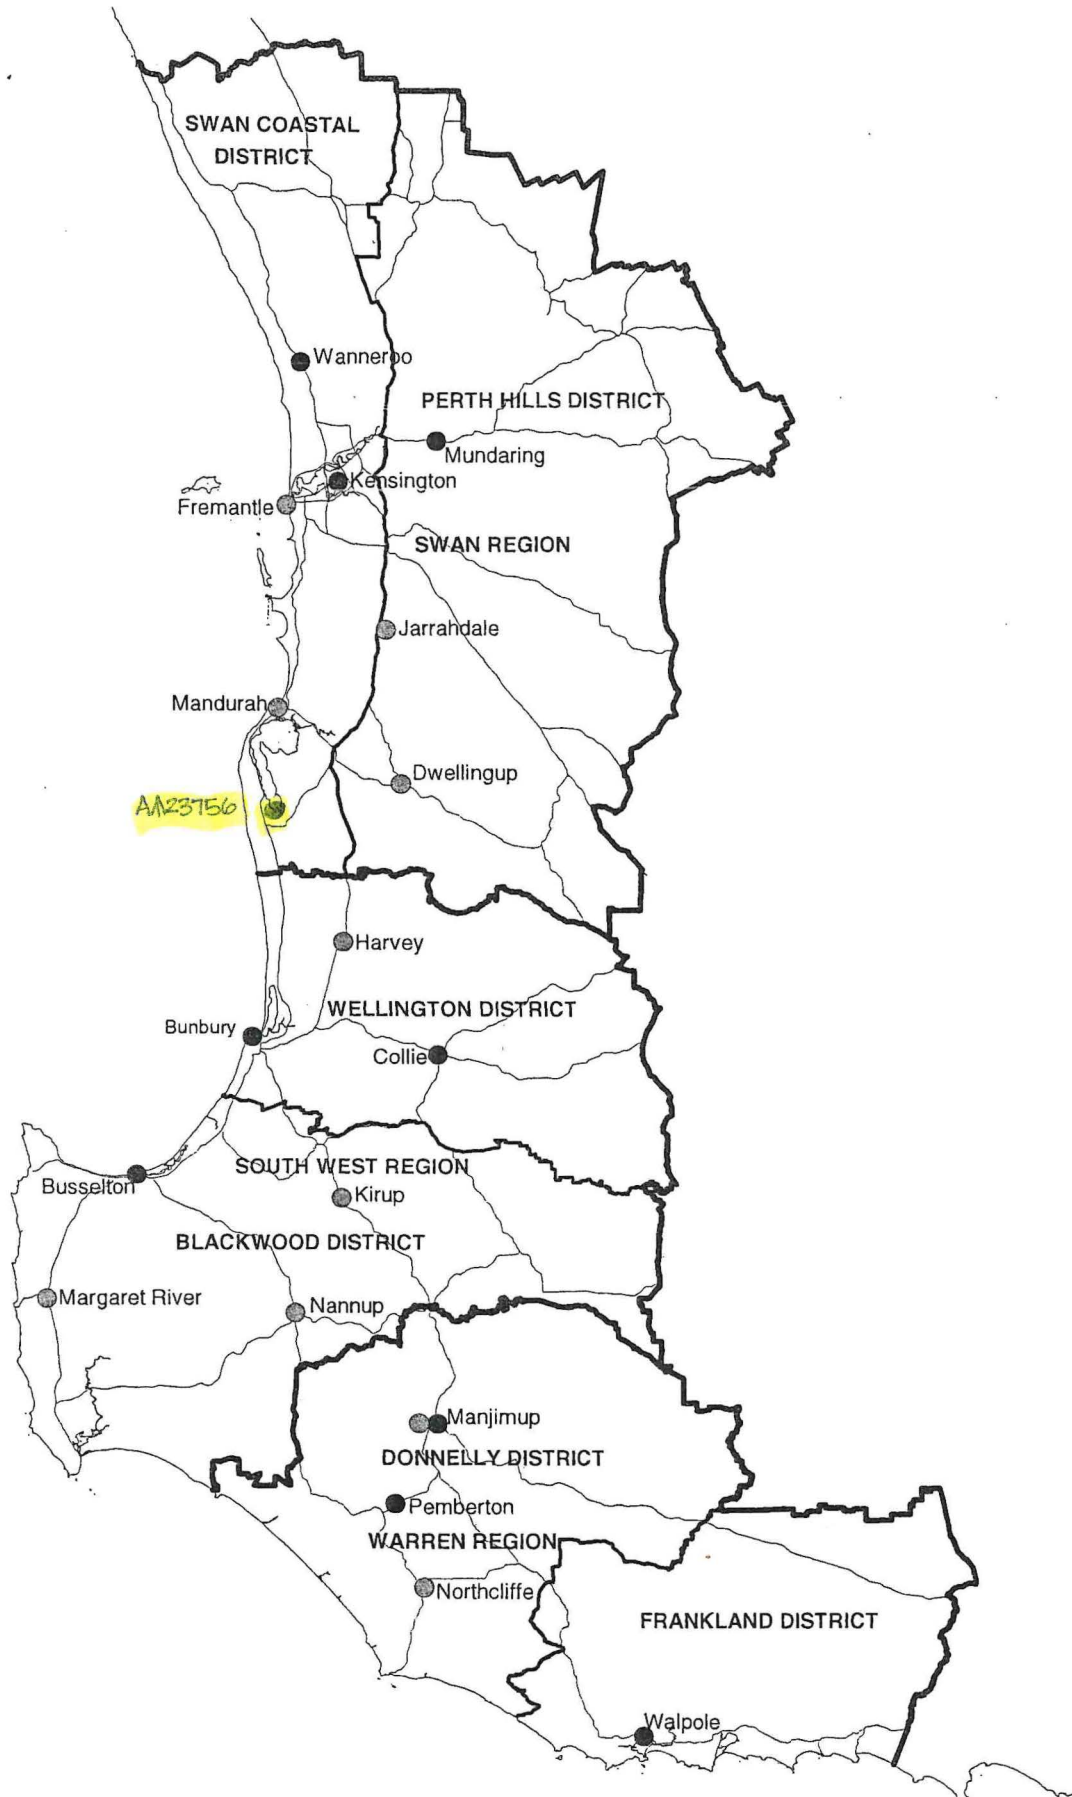 SWAN COASTAL
DISTRICT
Wanneroo
PERTH HILLS DISTRICT
Mundaring
Kensington
Fremantle
SWAN REGION
Jarrahdale
Mandurah
Dwellingup
AA23756
Harvey
WELLINGTON DISTRICT
Bunbury
Collie
SOUTH WEST REGION
Busselton
Kirup
BLACKWOOD DISTRICT
Margaret River
Nannup
Manjimup
DONNELLY DISTRICT
Pemberton
WARREN REGION
Northcliffe
FRANKLAND DISTRICT
Walpole